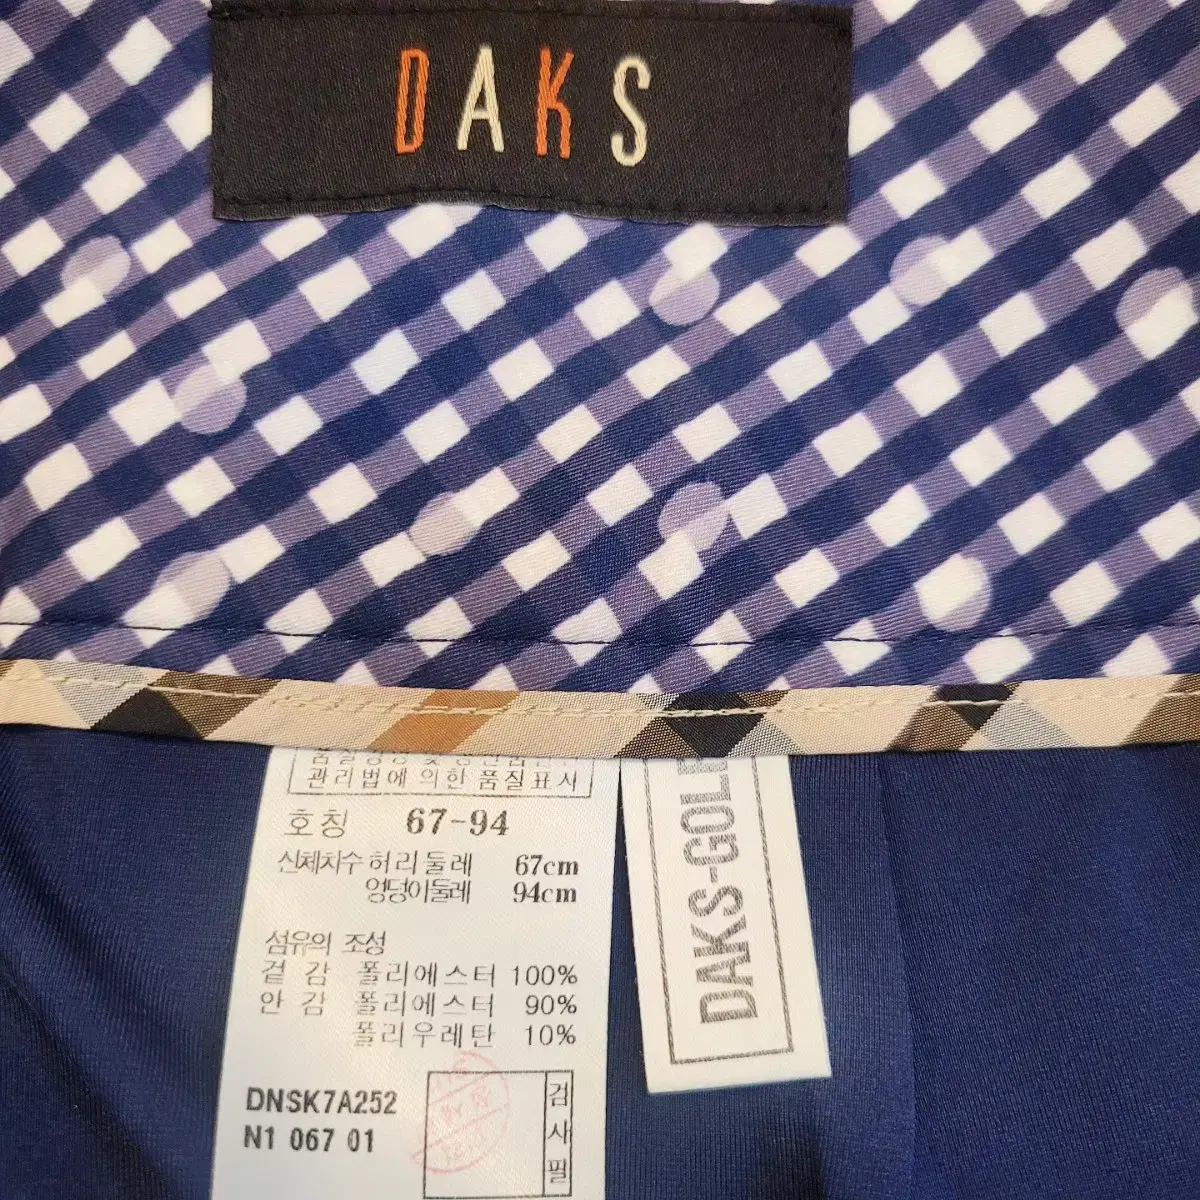 DAKS
관리법에 의한 품질표시
호칭 67-94
신체치수 허리둘레 67cm
엉덩이둘레 94cm
섬유의 조성
겉감 폴리에스터 100%
안감 폴리에스터 90%
폴리우레탄 10%
DNSK7A252
N1 067 01
검사필
DAKS-GOLF